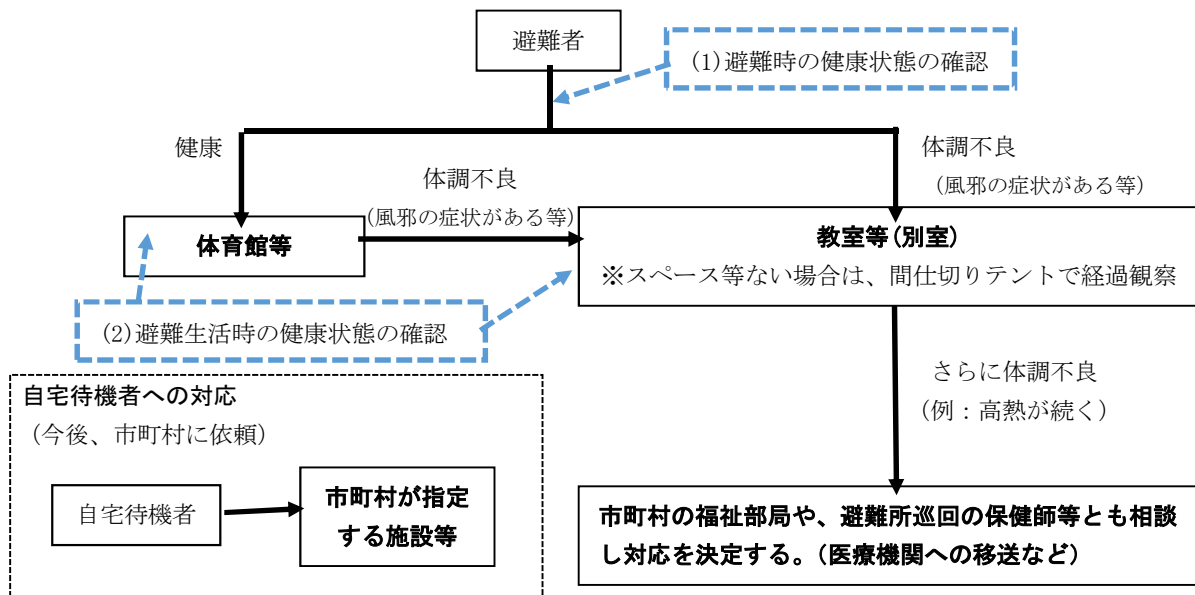 避難者
(1)避難時の健康状態の確認
健康
体調不良
(風邪の症状がある等)
体調不良
(風邪の症状がある等)
体育館等
教室等(別室)
※スペース等ない場合は、間仕切りテントで経過観察
(2)避難生活時の健康状態の確認
さらに体調不良
(例：高熱が続く)
自宅待機者への対応
(今後、市町村に依頼)
自宅待機者
市町村が指定
する施設等
市町村の福祉部局や、避難所巡回の保健師等とも相談
し対応を決定する。(医療機関への移送など)